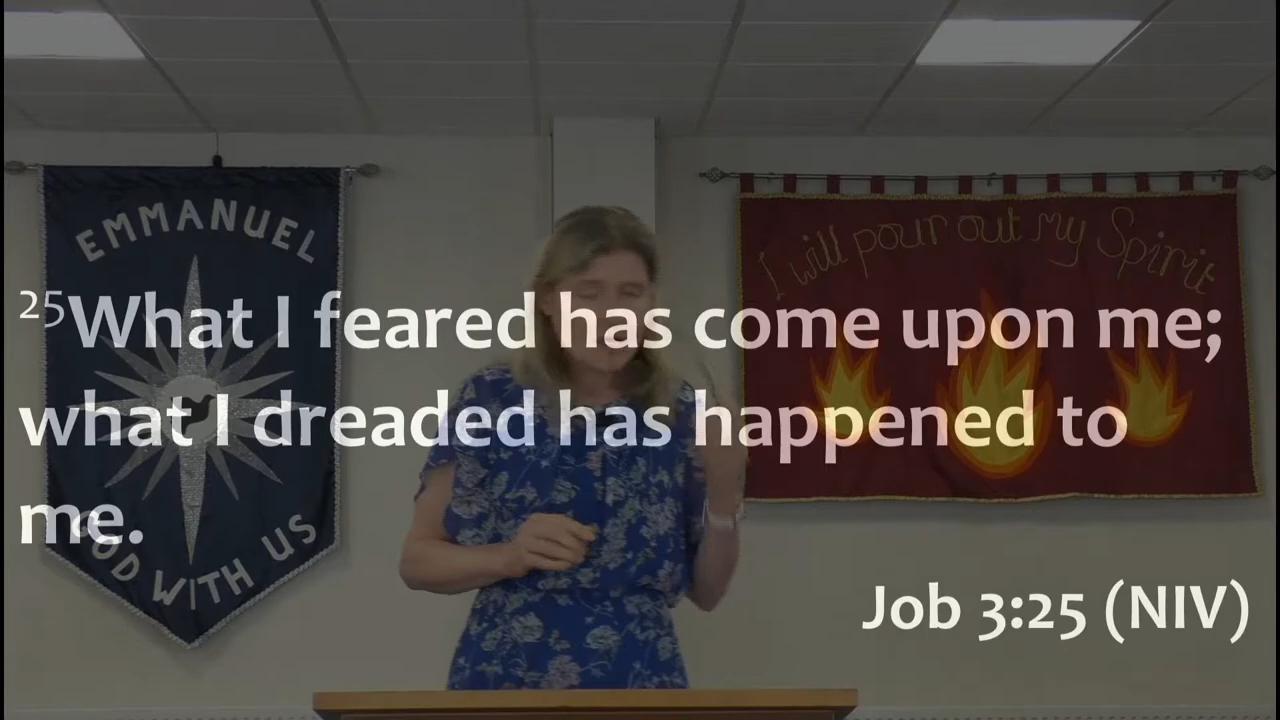 EMMANUEL
I will pour out My Spirit
²⁵What I feared has come upon me;
what I dreaded has happened to
me.
GOD WITH US
Job 3:25 (NIV)